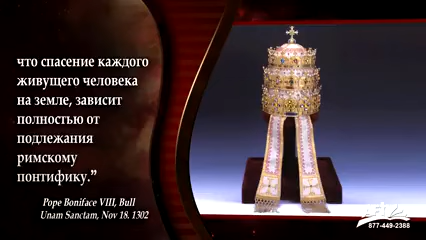 что спасение каждого
живущего человека
на земле, зависит
полностью от
подлежания
римскому
понтифику.”
Pope Boniface VIII, Bull
Unam Sanctam, Nov 18. 1302
877-449-2388